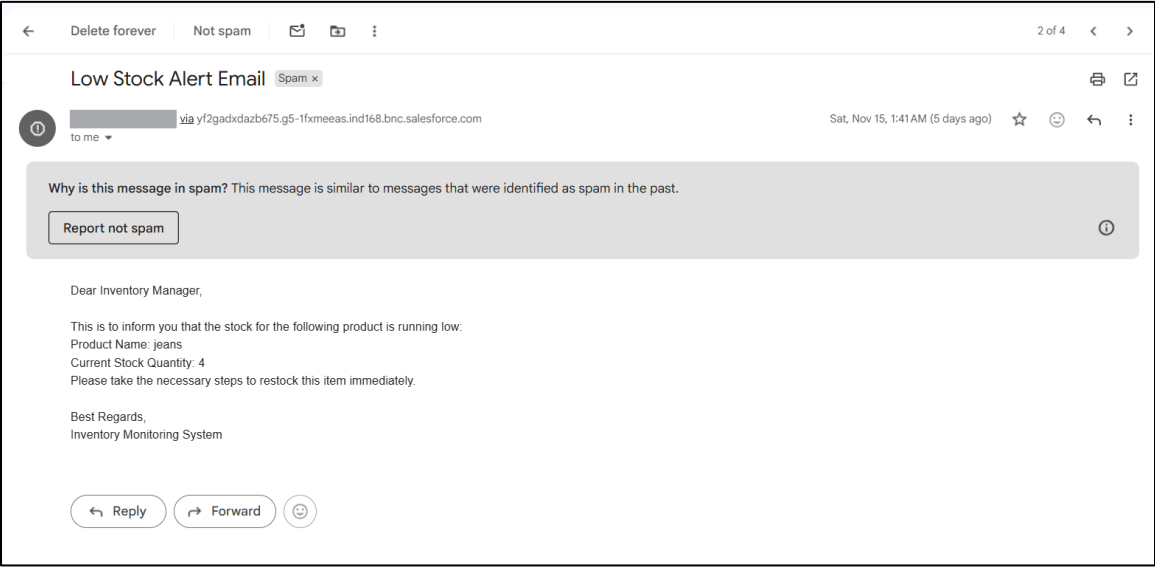 Delete forever Not spam 2 of 4
Low Stock Alert Email Spam ×
via yf2gadxdazb675.g5-1fxmeeas.ind168.bnc.salesforce.com Sat, Nov 15, 1:41 AM (5 days ago)
to me
Why is this message in spam? This message is similar to messages that were identified as spam in the past.
Report not spam
Dear Inventory Manager,
This is to inform you that the stock for the following product is running low:
Product Name: jeans
Current Stock Quantity: 4
Please take the necessary steps to restock this item immediately.
Best Regards,
Inventory Monitoring System
Reply Forward